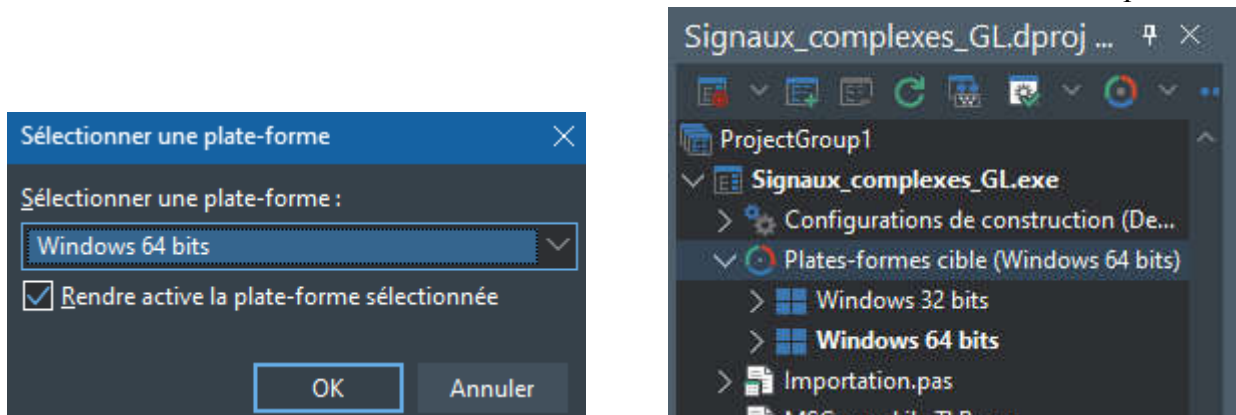 Sélectionner une plate-forme
Sélectionner une plate-forme :
Windows 64 bits
Rendre active la plate-forme sélectionnée
OK
Annuler
Signaux_complexes_GL.dproj ...
ProjectGroup1
Signaux_complexes_GL.exe
Configurations de construction (De...
Plates-formes cible (Windows 64 bits)
Windows 32 bits
Windows 64 bits
Importation.pas